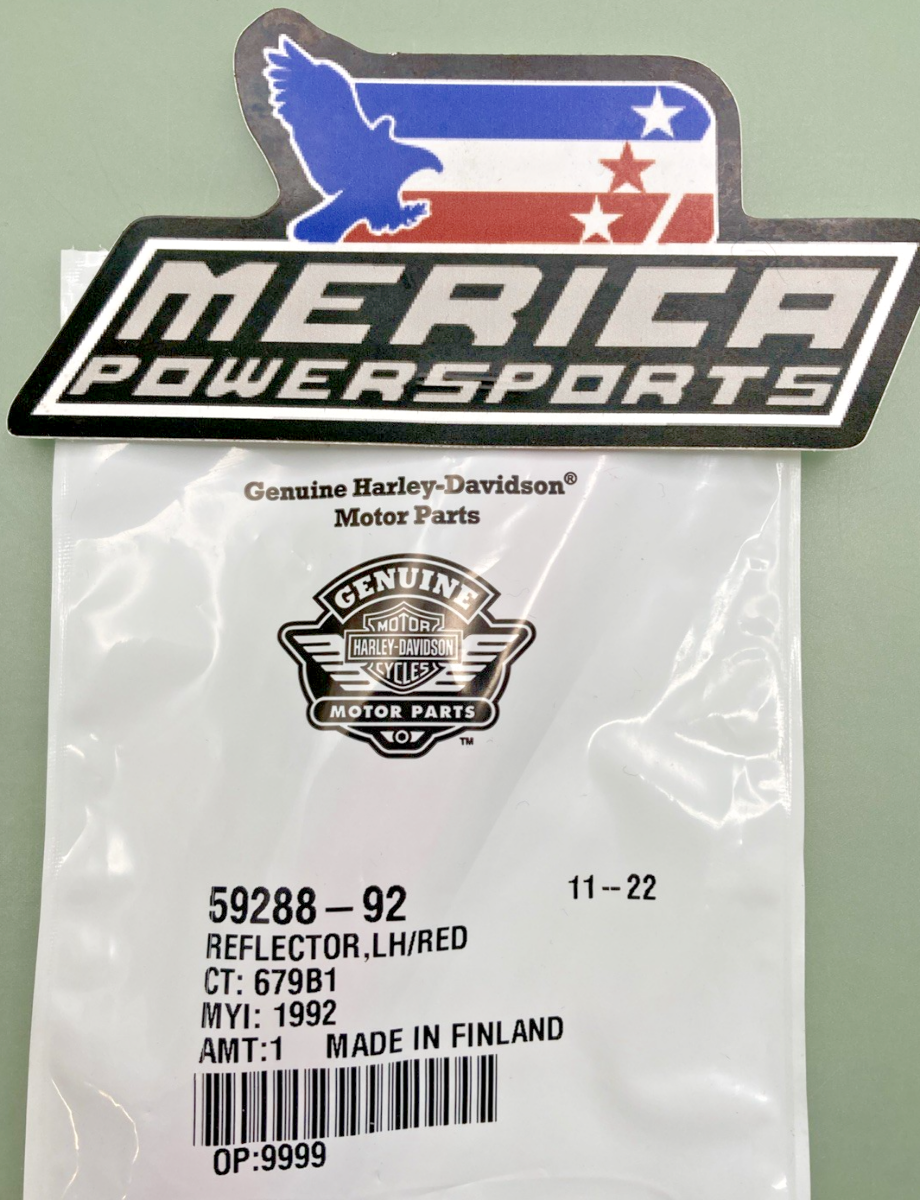 MERICA
POWERSPORTS
Genuine Harley-Davidson®
Motor Parts
GENUINE
MOTOR
HARLEY-DAVIDSON
CYCLES
MOTOR PARTS
TM
59288-92
11--22
REFLECTOR,LH/RED
CT: 679B1
MYI: 1992
AMT:1 MADE IN FINLAND
OP:9999